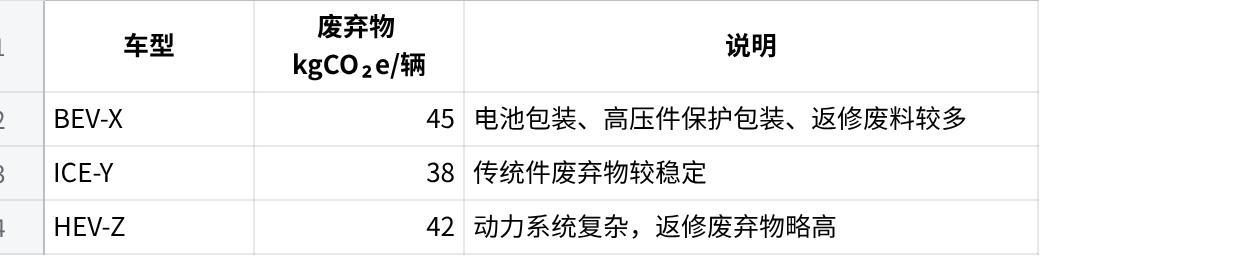 车型
废弃物
kgCO₂e/辆
说明
BEV-X 45 电池包装、高压件保护包装、返修废料较多
ICE-Y 38 传统件废弃物较稳定
HEV-Z 42 动力系统复杂，返修废弃物略高